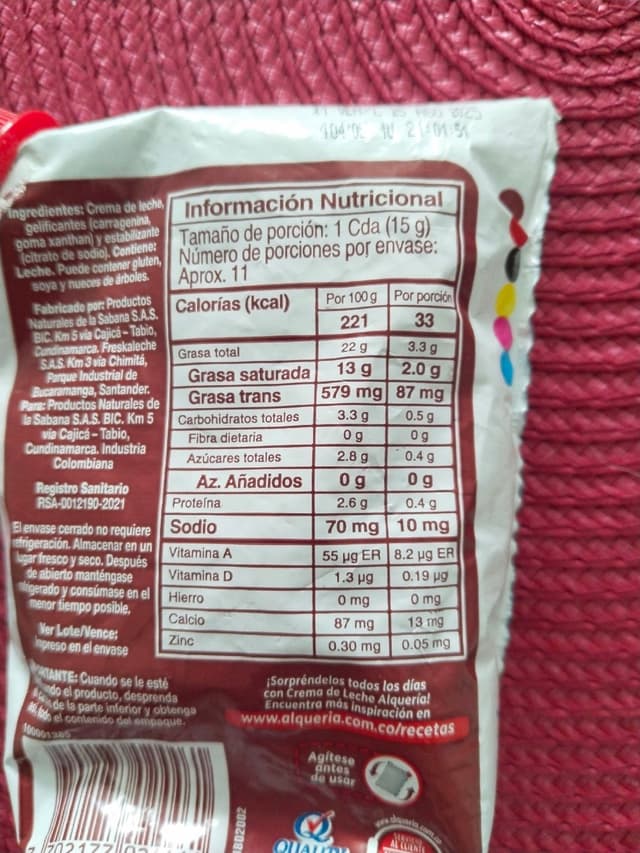 Ingredientes: Crema de leche,
gelificantes (carragenina,
goma xanthan) y estabilizante
(citrato de sodio). Contiene:
Leche. Puede contener gluten,
soya y nueces de árboles.
Fabricado por: Productos
Naturales de la Sabana S.A.S.
BIC. Km 5 vía Cajicá – Tabio,
Cundinamarca. Freskaleche
S.A.S. Km 3 vía Chimitá,
Parque Industrial de
Bucaramanga, Santander.
Para: Productos Naturales de
la Sabana S.A.S. BIC. Km 5
vía Cajicá – Tabio,
Cundinamarca. Industria
Colombiana
Registro Sanitario
RSA-0012190-2021
El envase cerrado no requiere
refrigeración. Almacenar en un
lugar fresco y seco. Después
de abierto manténgase
refrigerado y consúmase en el
menor tiempo posible.
Ver Lote/Vence:
Impreso en el envase
Información Nutricional
Tamaño de porción: 1 Cda (15 g)
Número de porciones por envase:
Aprox. 11
Calorías (kcal) Por 100 g Por porción
221 33
Grasa total 22 g 3.3 g
Grasa saturada 13 g 2.0 g
Grasa trans 579 mg 87 mg
Carbohidratos totales 3.3 g 0.5 g
Fibra dietaria 0 g 0 g
Azúcares totales 2.8 g 0.4 g
Az. Añadidos 0 g 0 g
Proteína 2.6 g 0.4 g
Sodio 70 mg 10 mg
Vitamina A 55 µg ER 8.2 µg ER
Vitamina D 1.3 µg 0.19 µg
Hierro 0 mg 0 mg
Calcio 87 mg 13 mg
Zinc 0.30 mg 0.05 mg
Cuando se le esté
el producto, desprenda
de la parte inferior y obtenga
el contenido del empaque.
100001385
¡Sorpréndelos todos los días
con Crema de Leche Alquería!
Encuentra más inspiración en
www.alqueria.com.co/recetas
Agítese
antes
de usar
7 702177
1802002
www.alqueria.com.co
SERVICIO
AL CLIENTE